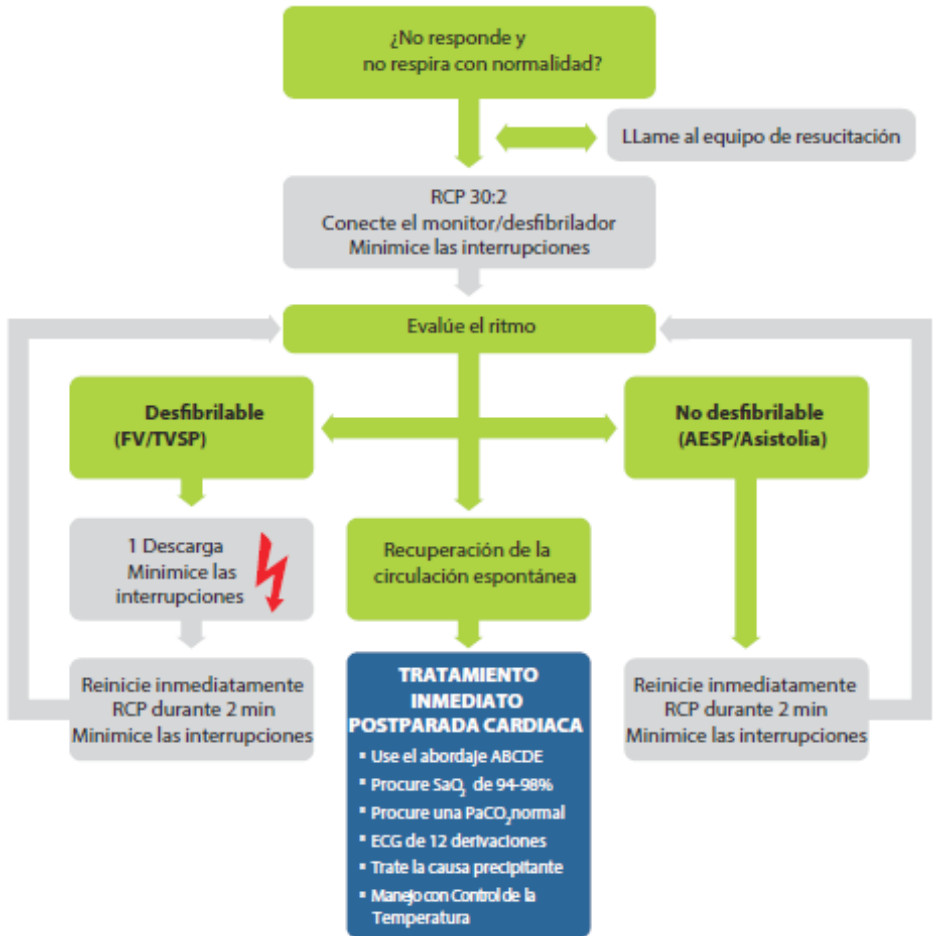 ¿No responde y
no respira con normalidad?
LLame al equipo de resucitación
RCP 30:2
Conecte el monitor/desfibrilador
Minimice las interrupciones
Evalúe el ritmo
Desfibrilable
(FV/TVSP)
No desfibrilable
(AESP/Asistolia)
1 Descarga
Minimice las
interrupciones
Recuperación de la
circulación espontánea
Reinicie inmediatamente
RCP durante 2 min
Minimice las interrupciones
TRATAMIENTO
INMEDIATO
POSTPARADA CARDIACA
▪ Use el abordaje ABCDE
▪ Procure SaO₂ de 94-98%
▪ Procure una PaCO₂ normal
▪ ECG de 12 derivaciones
▪ Trate la causa precipitante
▪ Manejo con Control de la
Temperatura
Reinicie inmediatamente
RCP durante 2 min
Minimice las interrupciones